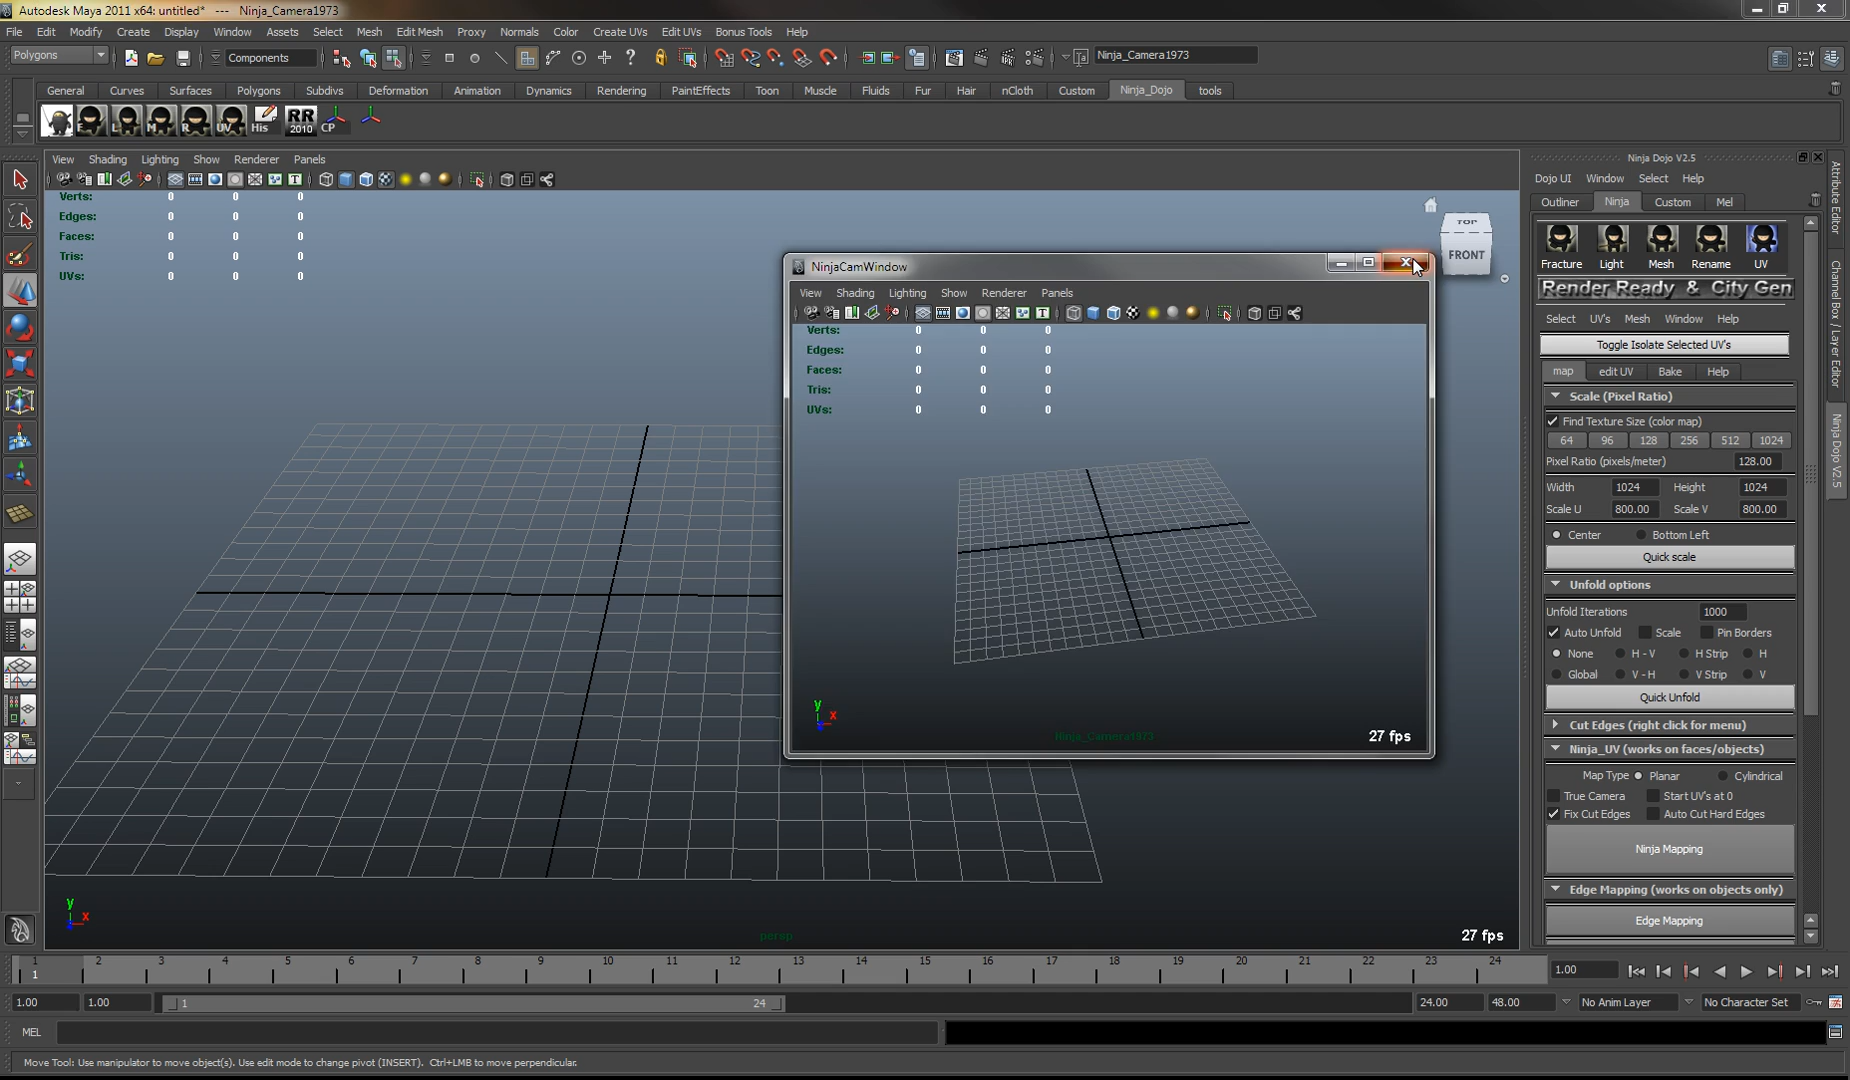 Autodesk Maya 2011 x64: untitled* --- Ninja_Camera1973
File Edit Modify Create Display Window Assets Select Mesh Edit Mesh Proxy Normals Color Create UVs Edit UVs Bonus Tools Help
Polygons Components Ninja_Camera1973
General Curves Surfaces Polygons Subdivs Deformation Animation Dynamics Rendering PaintEffects Toon Muscle Fluids Fur Hair nCloth Custom Ninja_Dojo tools
F L M R UV His RR 2010 CP
View Shading Lighting Show Renderer Panels
Verts: 0 0 0
Edges: 0 0 0
Faces: 0 0 0
Tris: 0 0 0
UVs: 0 0 0
TOP
FRONT
NinjaCamWindow
View Shading Lighting Show Renderer Panels
Verts: 0 0 0
Edges: 0 0 0
Faces: 0 0 0
Tris: 0 0 0
UVs: 0 0 0
y
x
Ninja_Camera1973
27 fps
y
x
persp
27 fps
Ninja Dojo V2.5
Dojo UI Window Select Help
Outliner Ninja Custom Mel
Fracture Light Mesh Rename UV
Render Ready & City Gen
Select UV's Mesh Window Help
Toggle Isolate Selected UV's
map edit UV Bake Help
Scale (Pixel Ratio)
Find Texture Size (color map)
64 96 128 256 512 1024
Pixel Ratio (pixels/meter) 128.00
Width 1024 Height 1024
Scale U 800.00 Scale V 800.00
Center Bottom Left
Quick scale
Unfold options
Unfold Iterations 1000
Auto Unfold Scale Pin Borders
None H - V H Strip H
Global V - H V Strip V
Quick Unfold
Cut Edges (right click for menu)
Ninja_UV (works on faces/objects)
Map Type Planar Cylindrical
True Camera Start UV's at 0
Fix Cut Edges Auto Cut Hard Edges
Ninja Mapping
Edge Mapping (works on objects only)
Edge Mapping
Attribute Editor
Channel Box / Layer Editor
Ninja Dojo V2.5
1 2 3 4 5 6 7 8 9 10 11 12 13 14 15 16 17 18 19 20 21 22 23 24
1
1.00
1.00 1.00 1 24 24.00 48.00 No Anim Layer No Character Set
MEL
Move Tool: Use manipulator to move object(s). Use edit mode to change pivot (INSERT). Ctrl+LMB to move perpendicular.